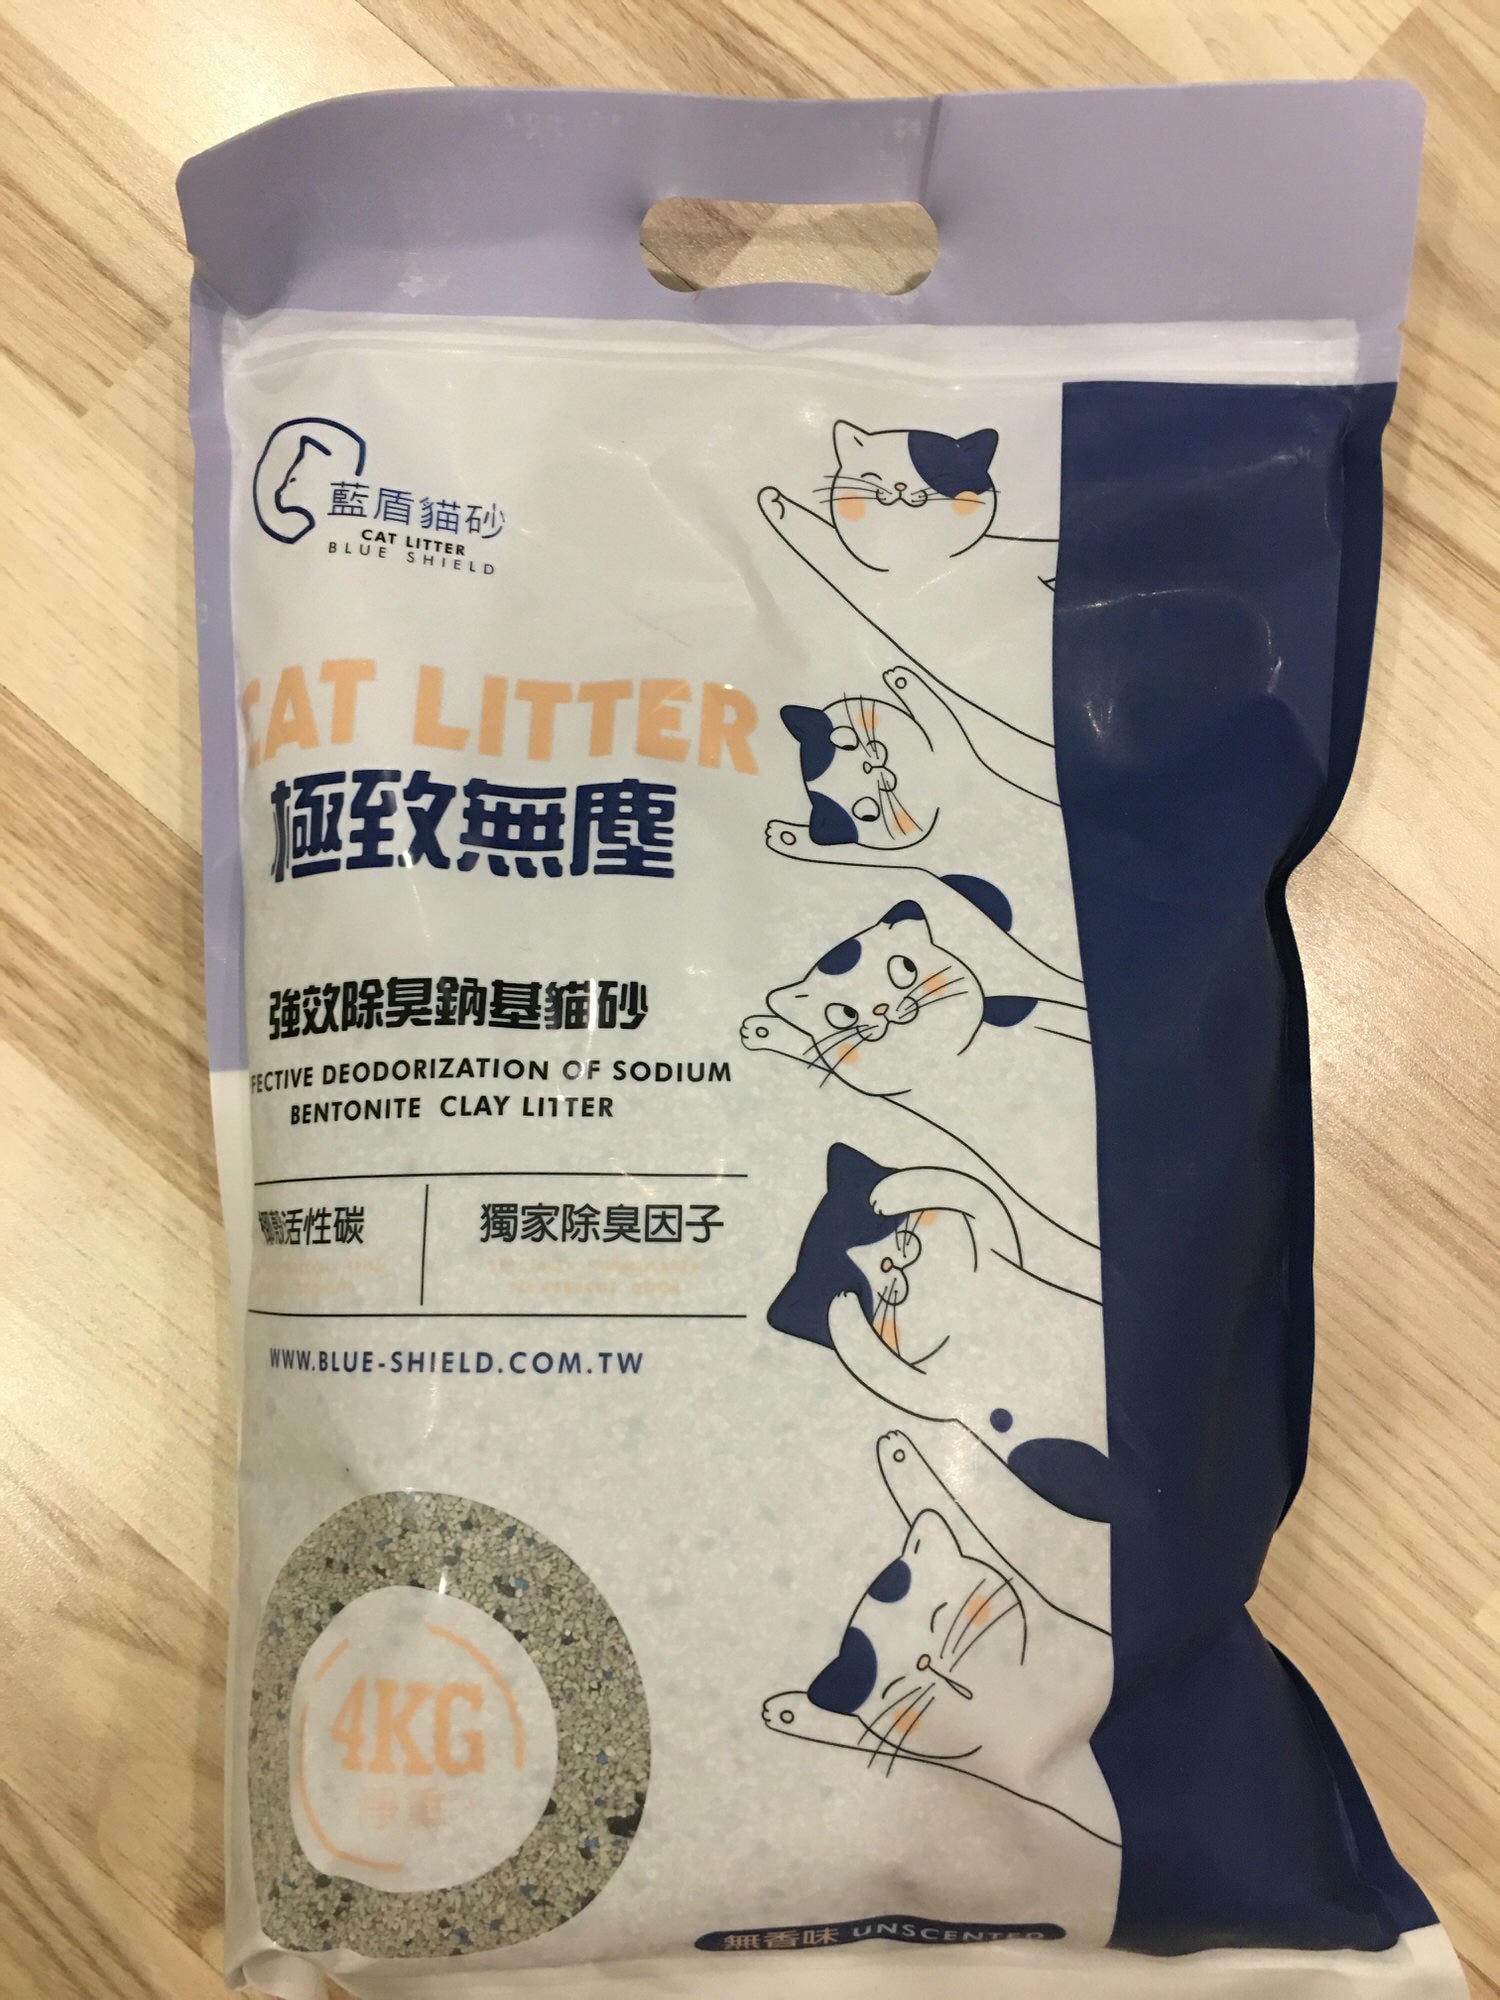 藍盾貓砂
CAT LITTER
BLUE SHIELD
CAT LITTER
極致無塵
強效除臭鈉基貓砂
FECTIVE DEODORIZATION OF SODIUM
BENTONITE CLAY LITTER
活性碳
獨家除臭因子
WWW.BLUE-SHIELD.COM.TW
4KG
無香味 UNSCENTED